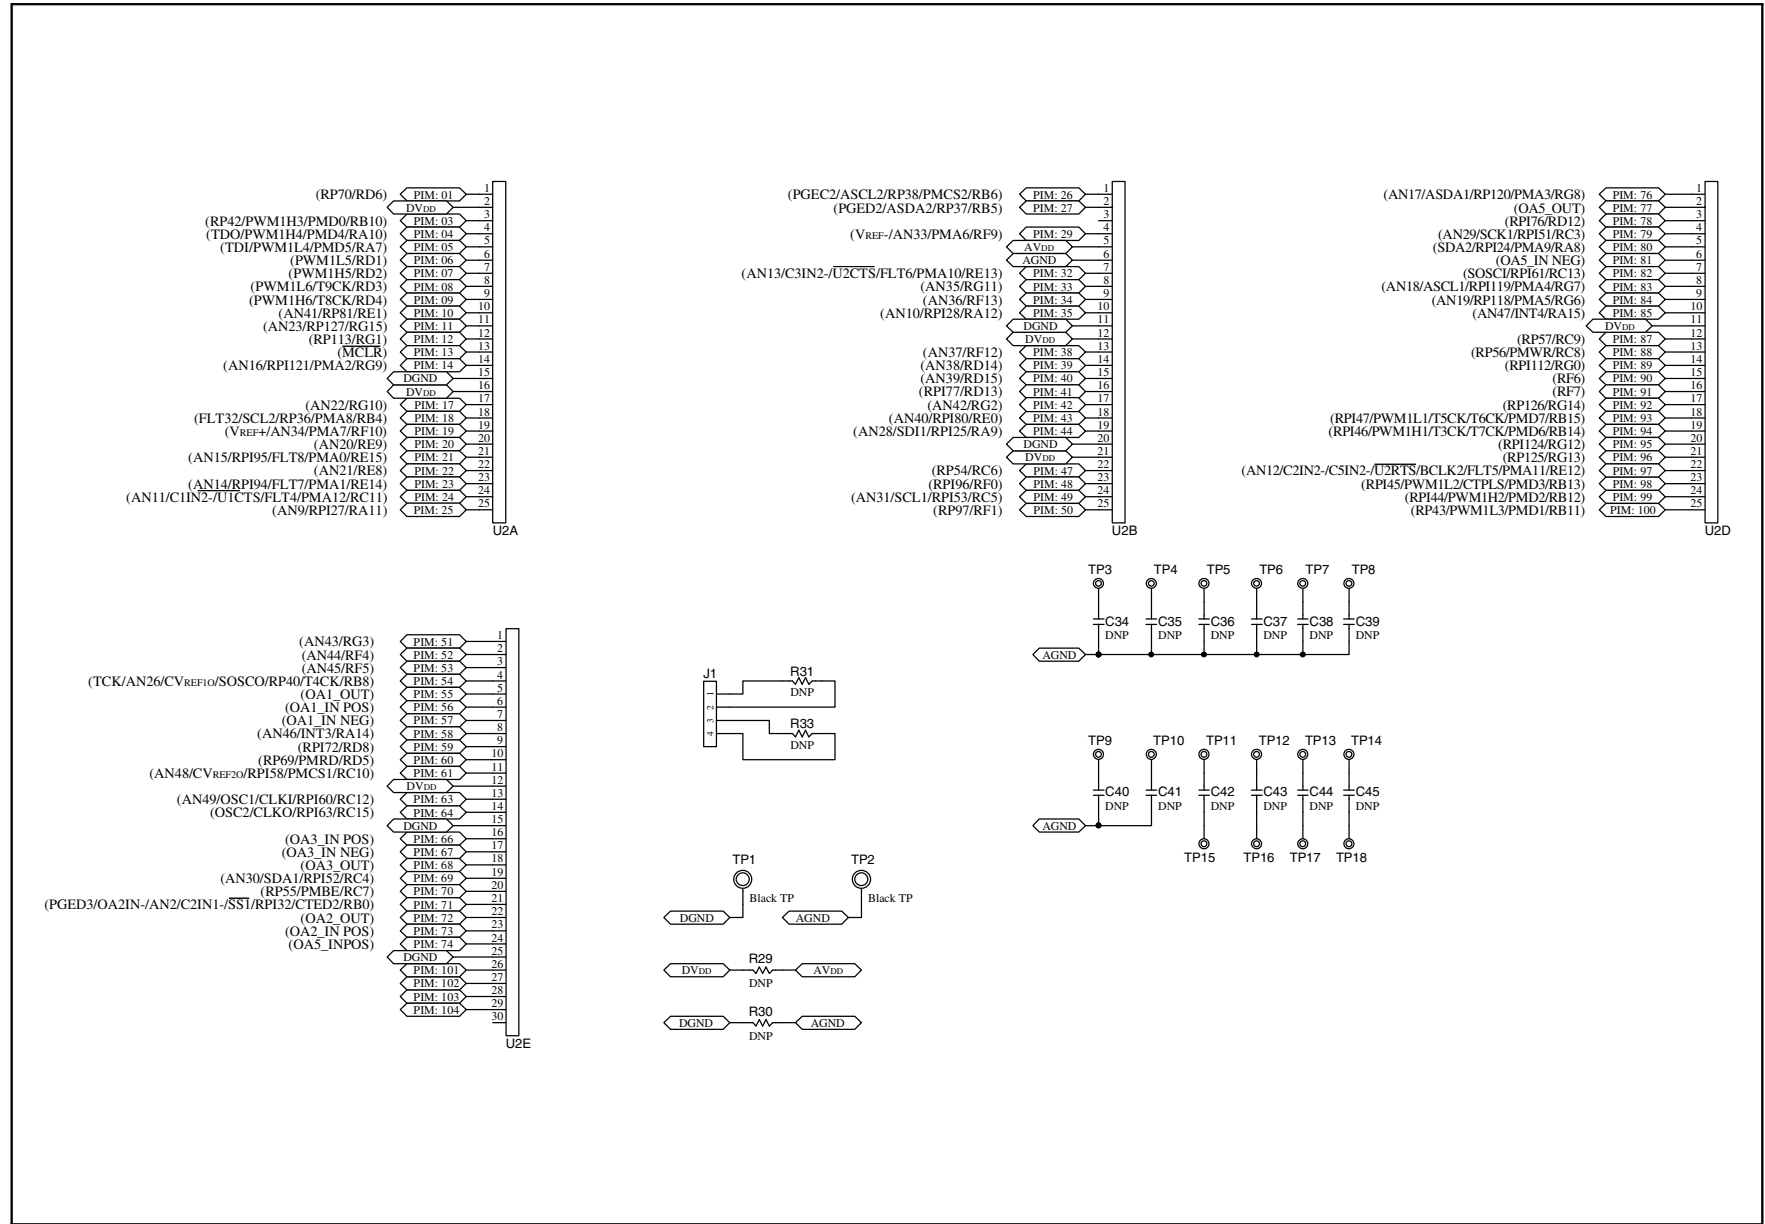 (RP70/RD6) PIM: 01 1
DVDD 2
(RP42/PWM1H3/PMD0/RB10) PIM: 03 3
(TDO/PWM1H4/PMD4/RA10) PIM: 04 4
(TDI/PWM1L4/PMD5/RA7) PIM: 05 5
(PWM1L5/RD1) PIM: 06 6
(PWM1H5/RD2) PIM: 07 7
(PWM1L6/T9CK/RD3) PIM: 08 8
(PWM1H6/T8CK/RD4) PIM: 09 9
(AN41/RP81/RE1) PIM: 10 10
(AN23/RP127/RG15) PIM: 11 11
(RP113/RG1) PIM: 12 12
(MCLR) PIM: 13 13
(AN16/RPI121/PMA2/RG9) PIM: 14 14
DGND 15
DVDD 16
(AN22/RG10) PIM: 17 17
(FLT32/SCL2/RP36/PMA8/RB4) PIM: 18 18
(VREF+/AN34/PMA7/RF10) PIM: 19 19
(AN20/RE9) PIM: 20 20
(AN15/RPI95/FLT8/PMA0/RE15) PIM: 21 21
(AN21/RE8) PIM: 22 22
(AN14/RPI94/FLT7/PMA1/RE14) PIM: 23 23
(AN11/C1IN2-/U1CTS/FLT4/PMA12/RC11) PIM: 24 24
(AN9/RPI27/RA11) PIM: 25 25
U2A
(PGEC2/ASCL2/RP38/PMCS2/RB6) PIM: 26 1
(PGED2/ASDA2/RP37/RB5) PIM: 27 2
3
(VREF-/AN33/PMA6/RF9) PIM: 29 4
AVDD 5
AGND 6
(AN13/C3IN2-/U2CTS/FLT6/PMA10/RE13) PIM: 32 7
(AN35/RG11) PIM: 33 8
(AN36/RF13) PIM: 34 9
(AN10/RPI28/RA12) PIM: 35 10
DGND 11
DVDD 12
(AN37/RF12) PIM: 38 13
(AN38/RD14) PIM: 39 14
(AN39/RD15) PIM: 40 15
(RPI77/RD13) PIM: 41 16
(AN42/RG2) PIM: 42 17
(AN40/RPI80/RE0) PIM: 43 18
(AN28/SDI1/RPI25/RA9) PIM: 44 19
DGND 20
DVDD 21
(RP54/RC6) PIM: 47 22
(RPI96/RF0) PIM: 48 23
(AN31/SCL1/RPI53/RC5) PIM: 49 24
(RP97/RF1) PIM: 50 25
U2B
(AN17/ASDA1/RP120/PMA3/RG8) PIM: 76 1
(OA5_OUT) PIM: 77 2
(RPI76/RD12) PIM: 78 3
(AN29/SCK1/RPI51/RC3) PIM: 79 4
(SDA2/RPI24/PMA9/RA8) PIM: 80 5
(OA5_IN NEG) PIM: 81 6
(SOSCI/RPI61/RC13) PIM: 82 7
(AN18/ASCL1/RPI119/PMA4/RG7) PIM: 83 8
(AN19/RP118/PMA5/RG6) PIM: 84 9
(AN47/INT4/RA15) PIM: 85 10
DVDD 11
(RP57/RC9) PIM: 87 12
(RP56/PMWR/RC8) PIM: 88 13
(RPI112/RG0) PIM: 89 14
(RF6) PIM: 90 15
(RF7) PIM: 91 16
(RP126/RG14) PIM: 92 17
(RPI47/PWM1L1/T5CK/T6CK/PMD7/RB15) PIM: 93 18
(RPI46/PWM1H1/T3CK/T7CK/PMD6/RB14) PIM: 94 19
(RPI124/RG12) PIM: 95 20
(RP125/RG13) PIM: 96 21
(AN12/C2IN2-/C5IN2-/U2RTS/BCLK2/FLT5/PMA11/RE12) PIM: 97 22
(RPI45/PWM1L2/CTPLS/PMD3/RB13) PIM: 98 23
(RPI44/PWM1H2/PMD2/RB12) PIM: 99 24
(RP43/PWM1L3/PMD1/RB11) PIM: 100 25
U2D
(AN43/RG3) PIM: 51 1
(AN44/RF4) PIM: 52 2
(AN45/RF5) PIM: 53 3
(TCK/AN26/CVREF1O/SOSCO/RP40/T4CK/RB8) PIM: 54 4
(OA1_OUT) PIM: 55 5
(OA1_IN POS) PIM: 56 6
(OA1_IN NEG) PIM: 57 7
(AN46/INT3/RA14) PIM: 58 8
(RPI72/RD8) PIM: 59 9
(RP69/PMRD/RD5) PIM: 60 10
(AN48/CVREF2O/RPI58/PMCS1/RC10) PIM: 61 11
DVDD 12
(AN49/OSC1/CLKI/RPI60/RC12) PIM: 63 13
(OSC2/CLKO/RPI63/RC15) PIM: 64 14
DGND 15
(OA3_IN POS) PIM: 66 16
(OA3_IN NEG) PIM: 67 17
(OA3_OUT) PIM: 68 18
(AN30/SDA1/RPI52/RC4) PIM: 69 19
(RP55/PMBE/RC7) PIM: 70 20
(PGED3/OA2IN-/AN2/C2IN1-/SS1/RPI32/CTED2/RB0) PIM: 71 21
(OA2_OUT) PIM: 72 22
(OA2_IN POS) PIM: 73 23
(OA5_INPOS) PIM: 74 24
DGND 25
PIM: 101 26
PIM: 102 27
PIM: 103 28
PIM: 104 29
30
U2E
J1
1
2
3
4
R31
DNP
R33
DNP
TP3 TP4 TP5 TP6 TP7 TP8
C34 C35 C36 C37 C38 C39
DNP DNP DNP DNP DNP DNP
AGND
TP9 TP10 TP11 TP12 TP13 TP14
C40 C41 C42 C43 C44 C45
DNP DNP DNP DNP DNP DNP
AGND
TP15 TP16 TP17 TP18
TP1 TP2
Black TP Black TP
DGND AGND
R29
DVDD AVDD
DNP
R30
DGND AGND
DNP